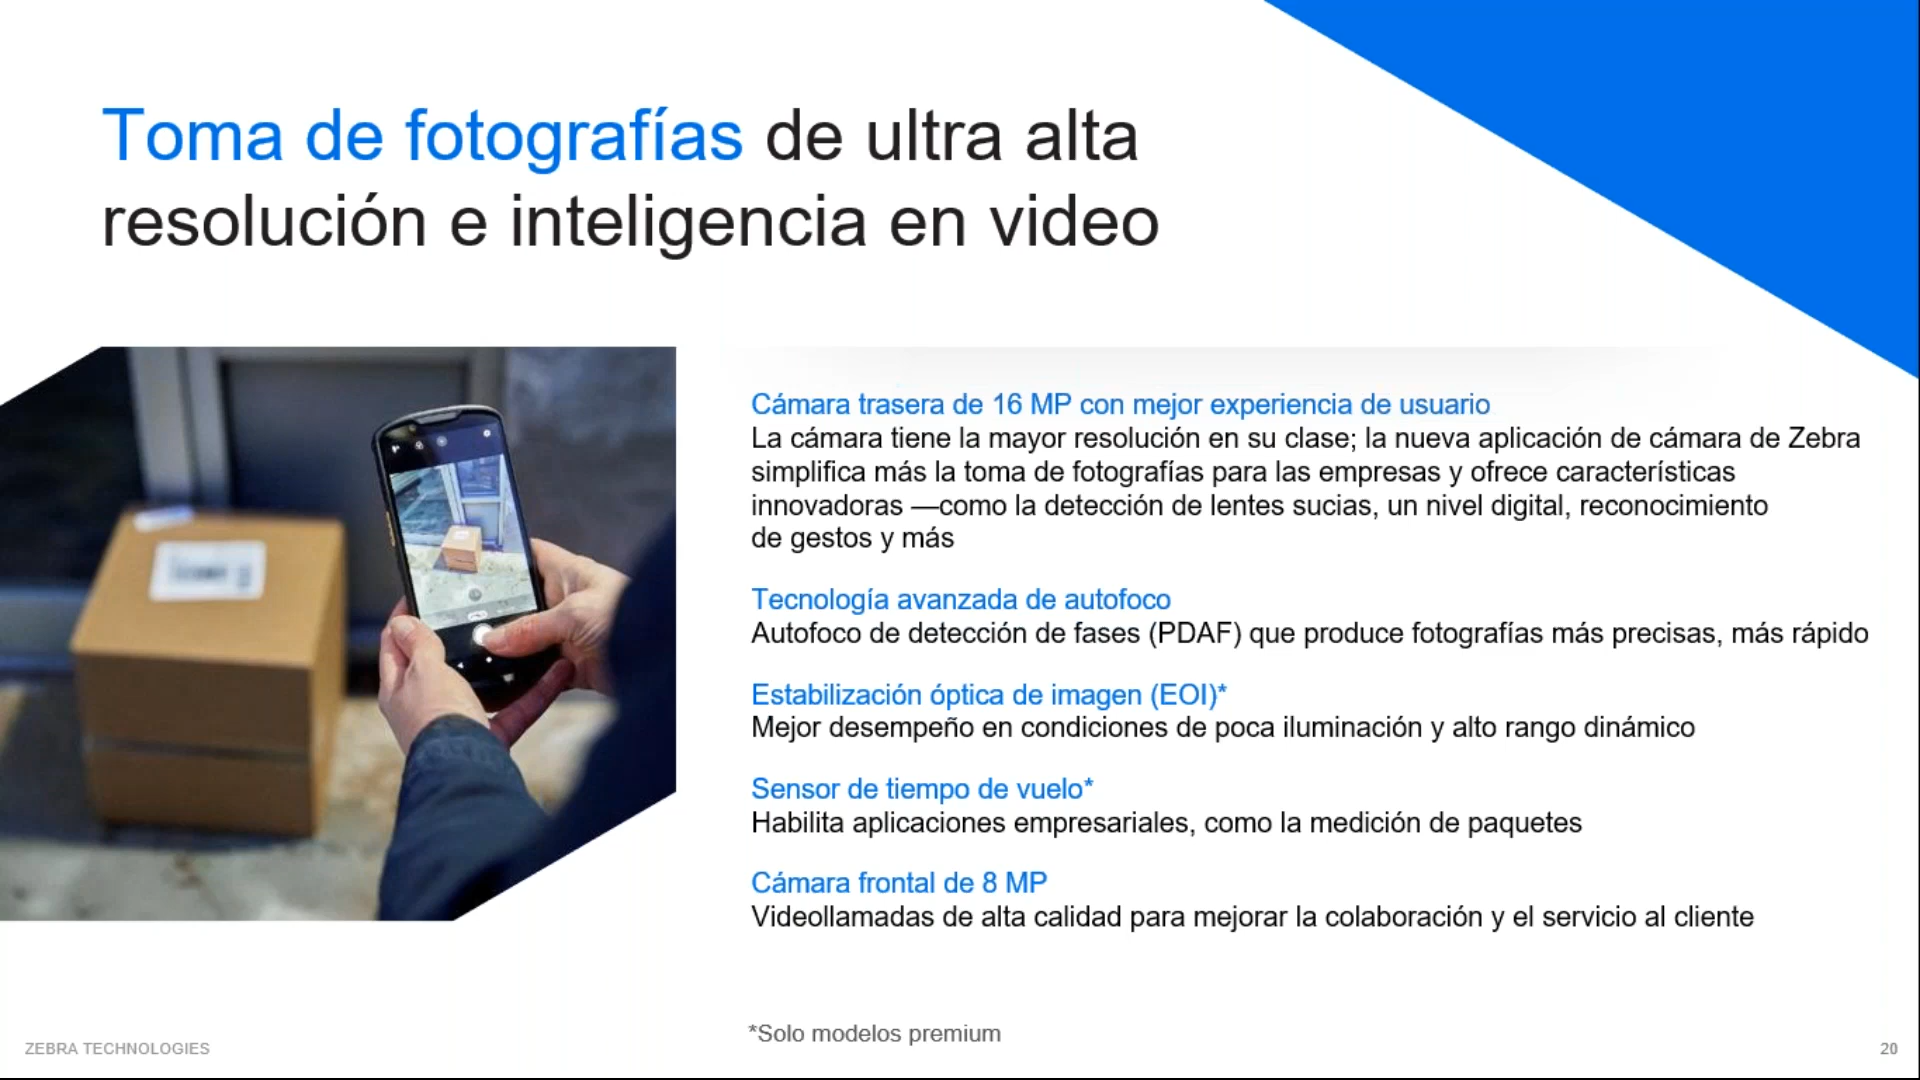 Toma de fotografías de ultra alta
resolución e inteligencia en video
Cámara trasera de 16 MP con mejor experiencia de usuario
La cámara tiene la mayor resolución en su clase; la nueva aplicación de cámara de Zebra
simplifica más la toma de fotografías para las empresas y ofrece características
innovadoras —como la detección de lentes sucias, un nivel digital, reconocimiento
de gestos y más
Tecnología avanzada de autofoco
Autofoco de detección de fases (PDAF) que produce fotografías más precisas, más rápido
Estabilización óptica de imagen (EOI)*
Mejor desempeño en condiciones de poca iluminación y alto rango dinámico
Sensor de tiempo de vuelo*
Habilita aplicaciones empresariales, como la medición de paquetes
Cámara frontal de 8 MP
Videollamadas de alta calidad para mejorar la colaboración y el servicio al cliente
*Solo modelos premium
ZEBRA TECHNOLOGIES
20